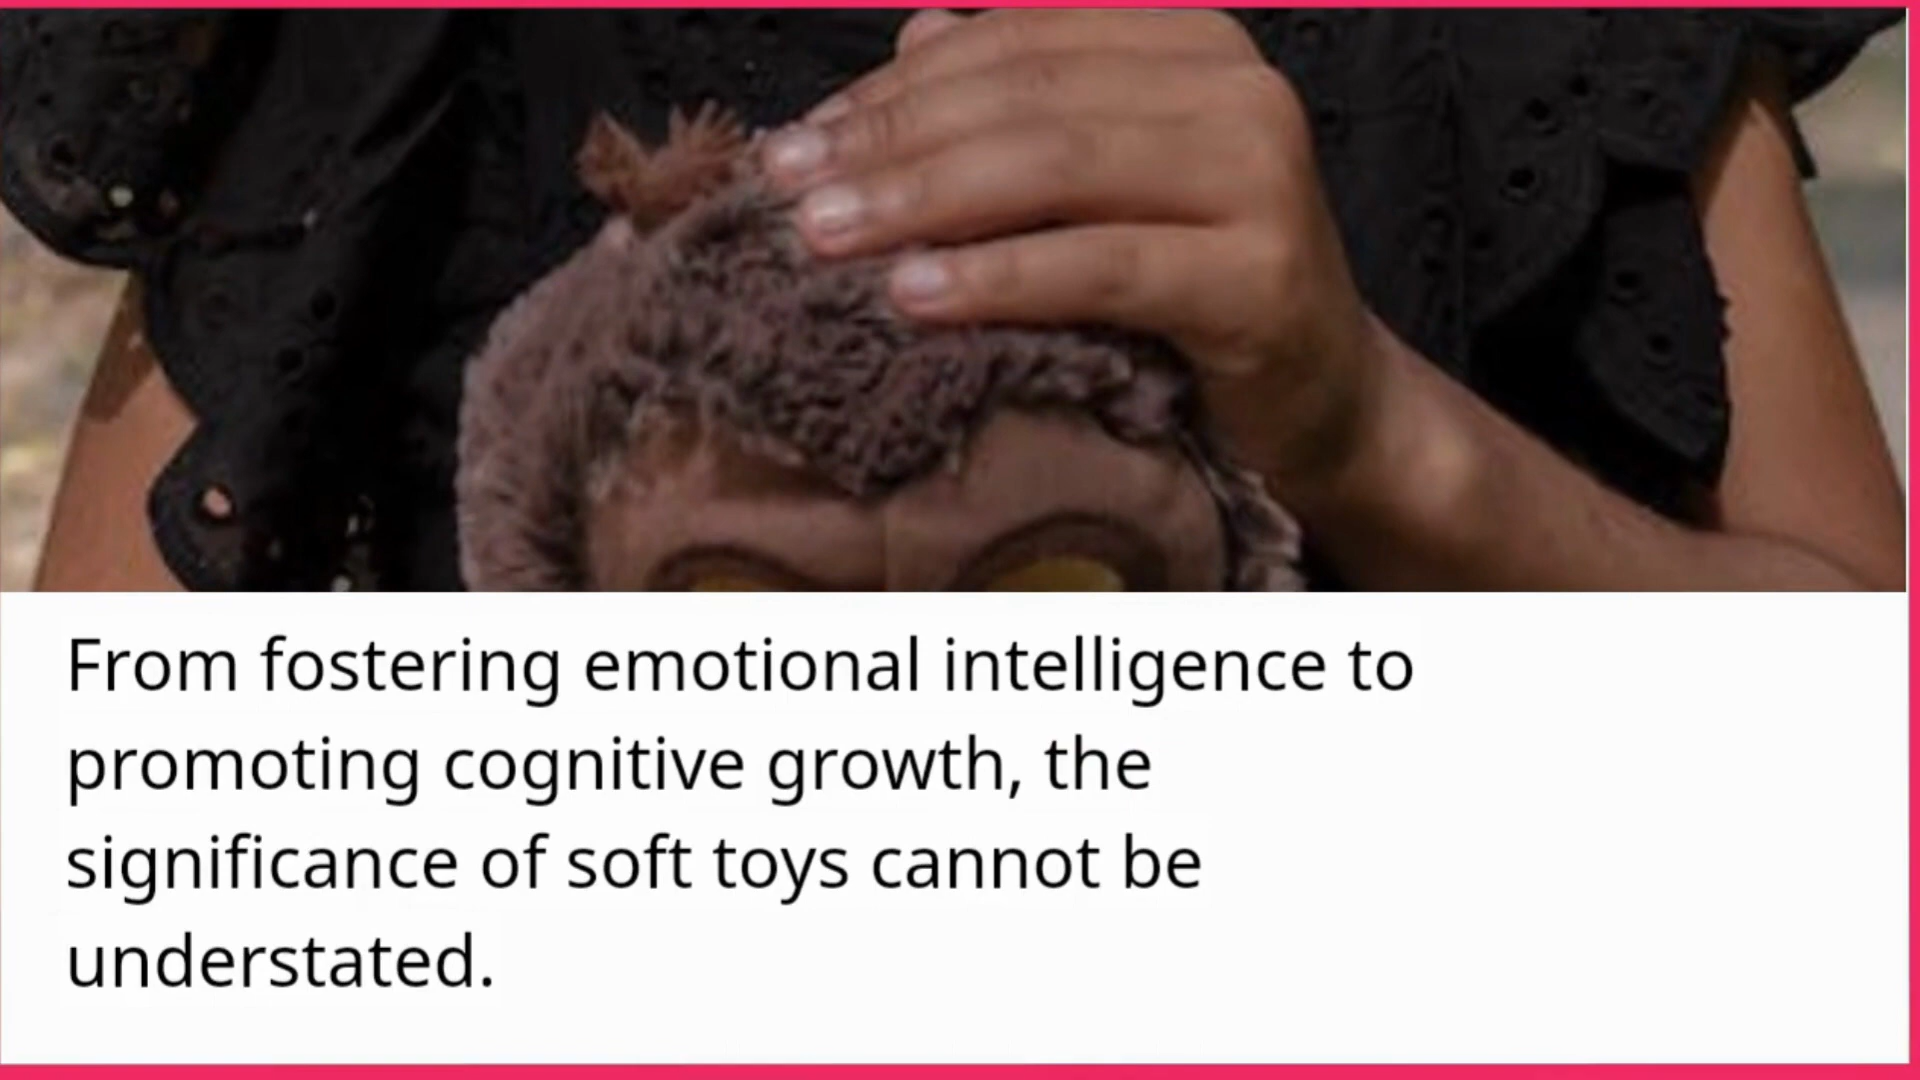 From fostering emotional intelligence to
promoting cognitive growth, the
significance of soft toys cannot be
understated.